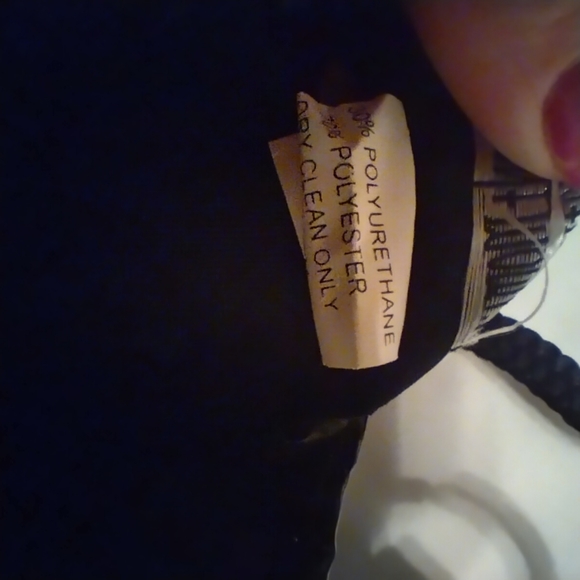 % POLYURETHANE
% POLYESTER
DRY CLEAN ONLY